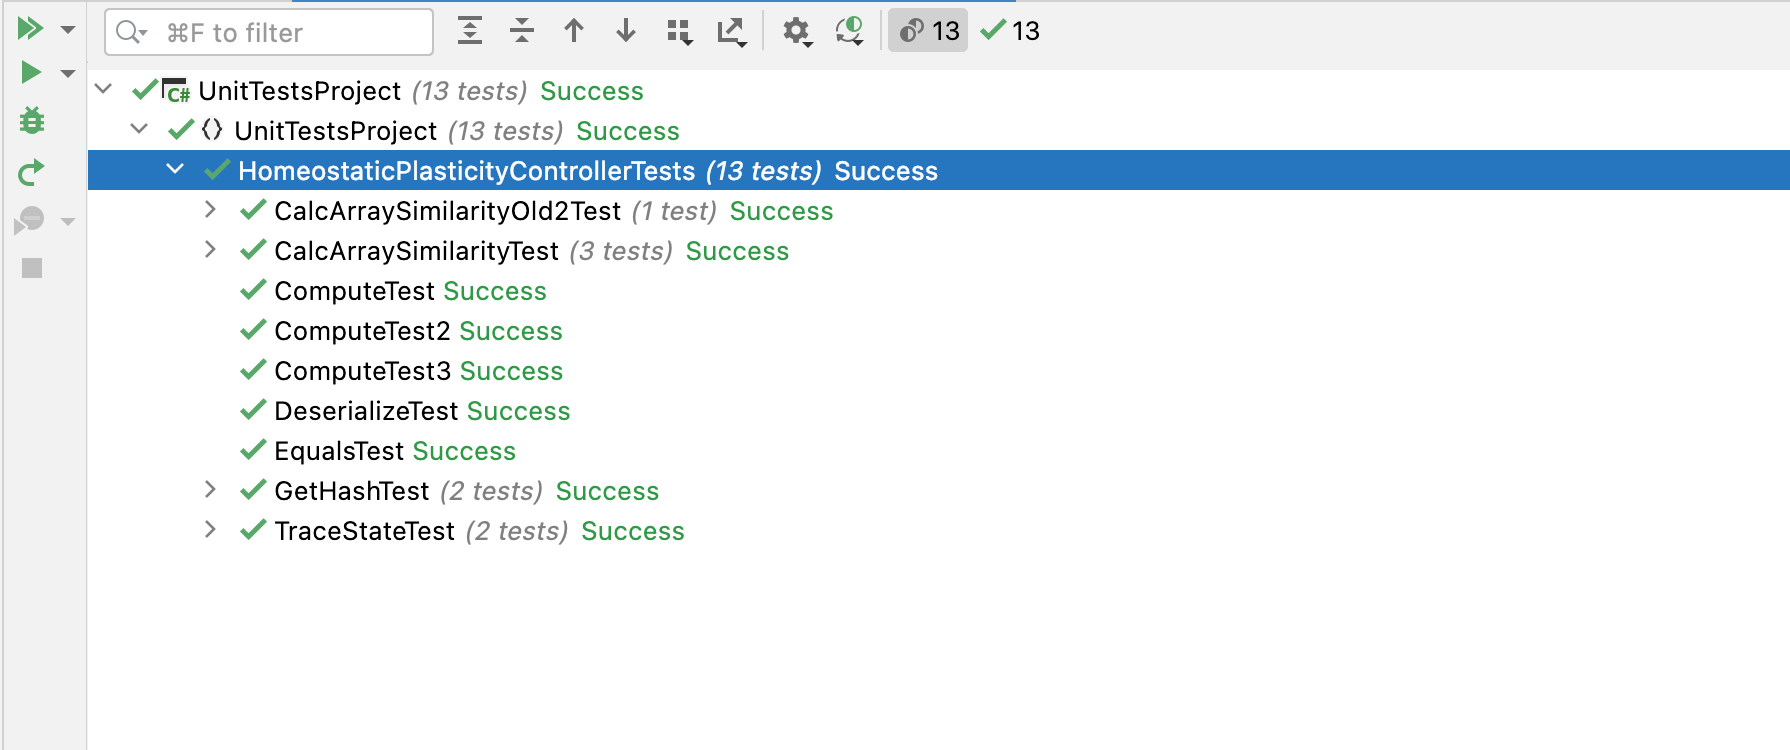 ⌘F to filter 13 13
C# UnitTestsProject (13 tests) Success
UnitTestsProject (13 tests) Success
HomeostaticPlasticityControllerTests (13 tests) Success
CalcArraySimilarityOld2Test (1 test) Success
CalcArraySimilarityTest (3 tests) Success
ComputeTest Success
ComputeTest2 Success
ComputeTest3 Success
DeserializeTest Success
EqualsTest Success
GetHashTest (2 tests) Success
TraceStateTest (2 tests) Success